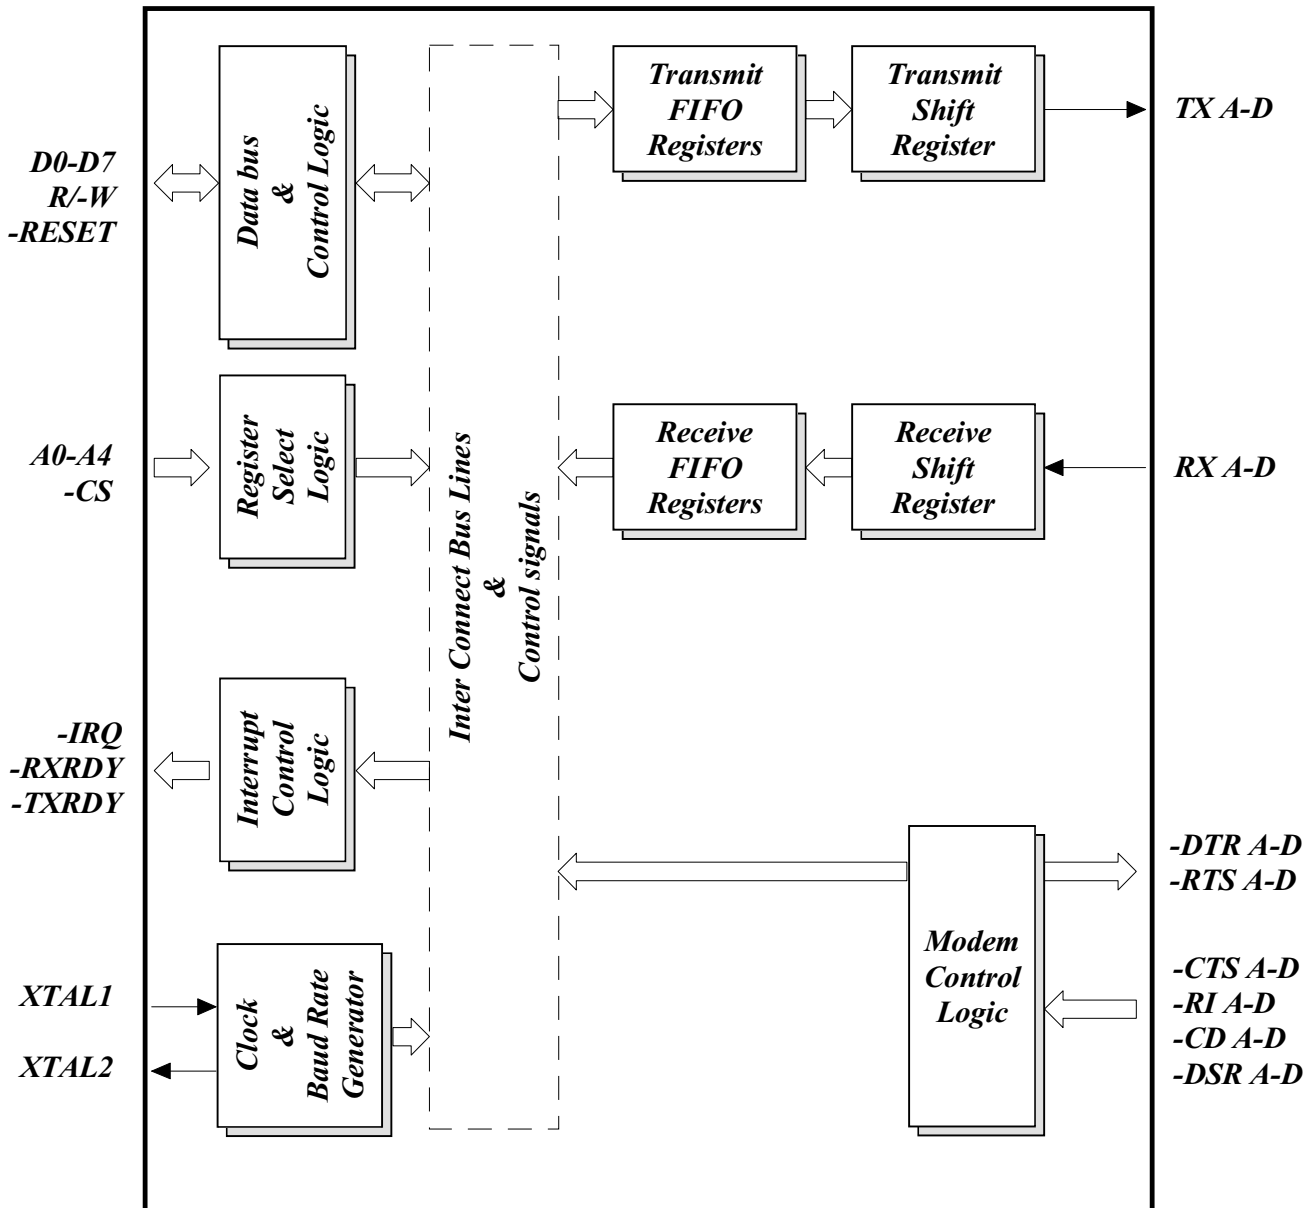 D0-D7
R/-W
-RESET
Data bus
&
Control Logic
A0-A4
-CS
Register
Select
Logic
-IRQ
-RXRDY
-TXRDY
Interrupt
Control
Logic
XTAL1
XTAL2
Clock
&
Baud Rate
Generator
Inter Connect Bus Lines
&
Control signals
Transmit
FIFO
Registers
Transmit
Shift
Register
TX A-D
Receive
FIFO
Registers
Receive
Shift
Register
RX A-D
Modem
Control
Logic
-DTR A-D
-RTS A-D
-CTS A-D
-RI A-D
-CD A-D
-DSR A-D